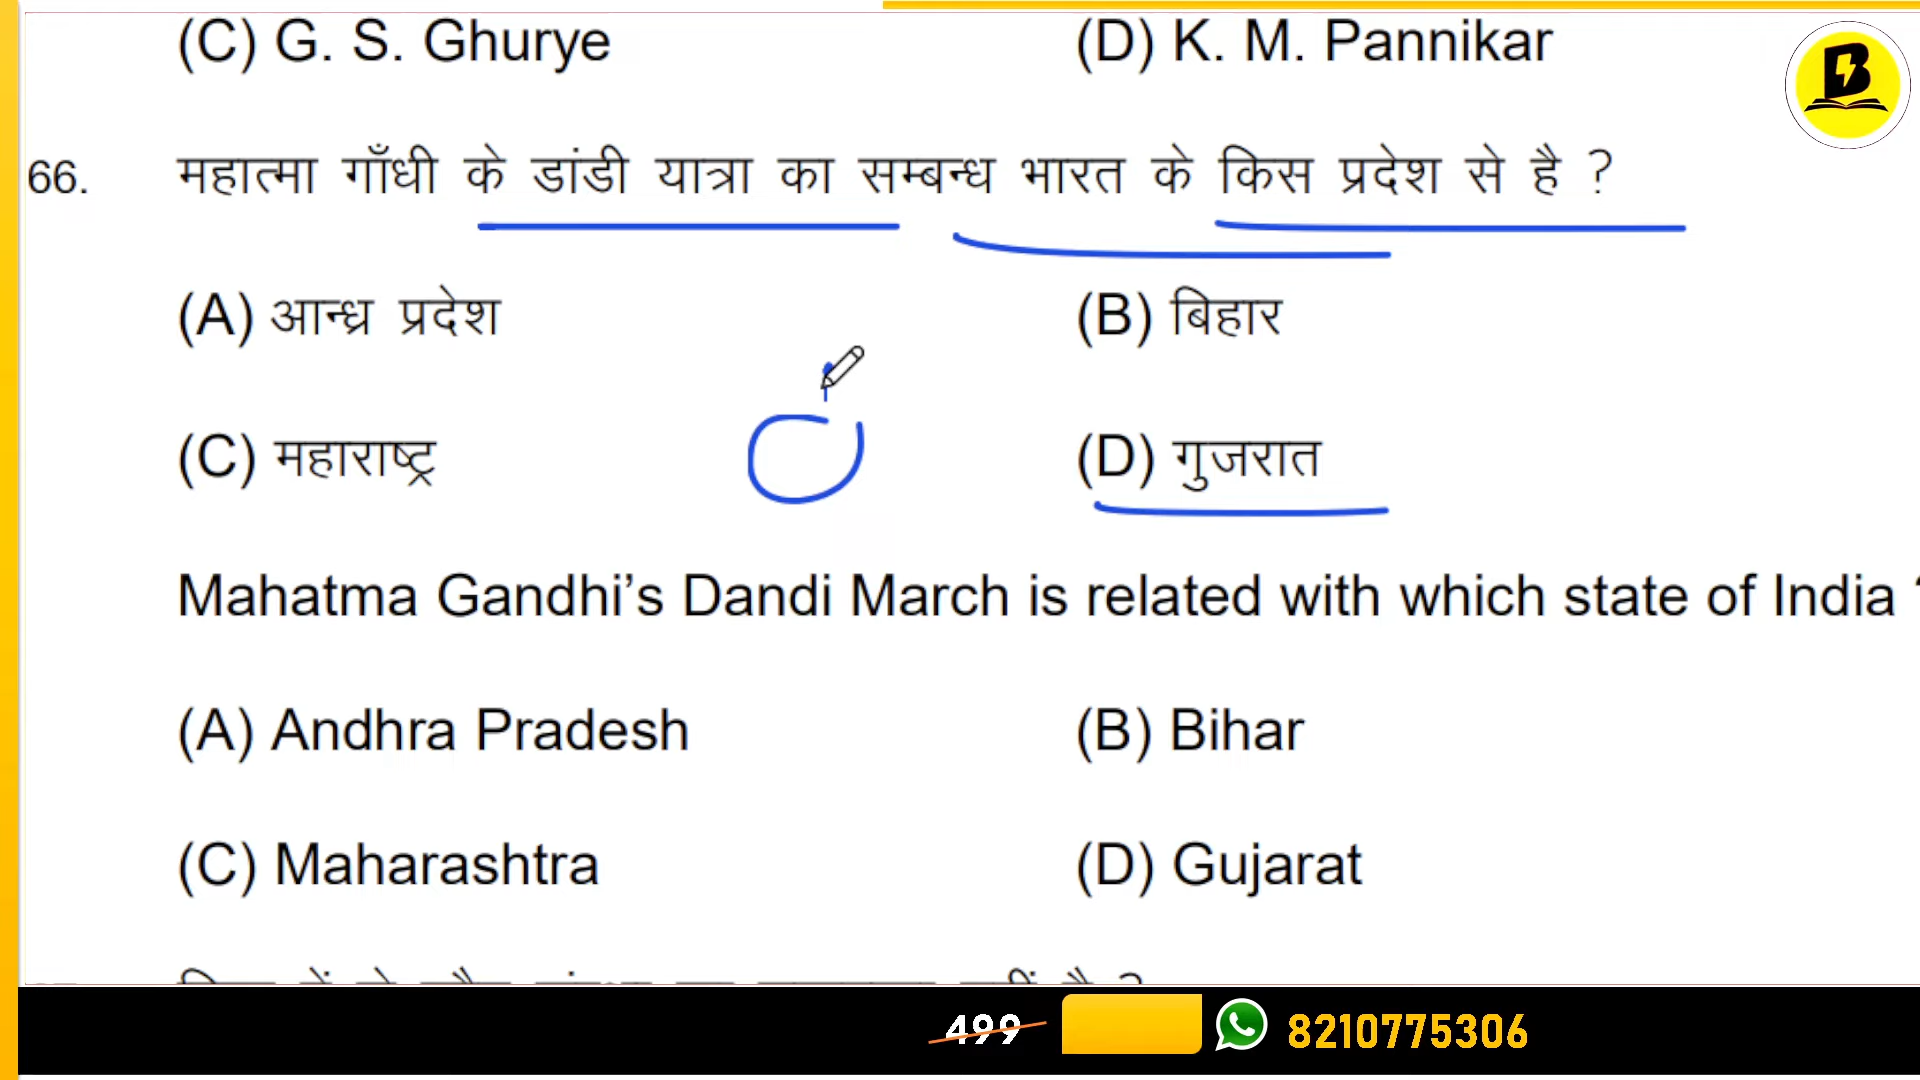 (C) G. S. Ghurye (D) K. M. Pannikar
66. महात्मा गाँधी के डांडी यात्रा का सम्बन्ध भारत के किस प्रदेश से है ?
(A) आन्ध्र प्रदेश (B) बिहार
(C) महाराष्ट्र (D) गुजरात
Mahatma Gandhi’s Dandi March is related with which state of India
(A) Andhra Pradesh (B) Bihar
(C) Maharashtra (D) Gujarat
499 8210775306